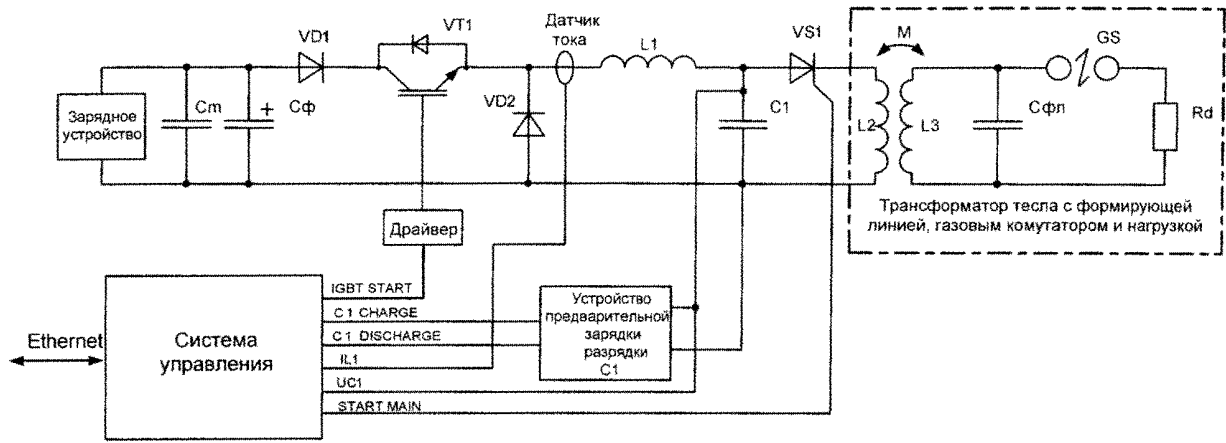 Датчик
тока
VD1
VT1
L1
VS1
M
GS
Зарядное
устройство
Cm
+
Сф
VD2
C1
L2
L3
Сфл
Rd
Трансформатор тесла с формирующей
линией, газовым комутатором и нагрузкой
Драйвер
Ethernet
Система
управления
IGBT START
C1 CHARGE
C1 DISCHARGE
IL1
UC1
START MAIN
Устройство
предварительной
зарядки
разрядки
C1